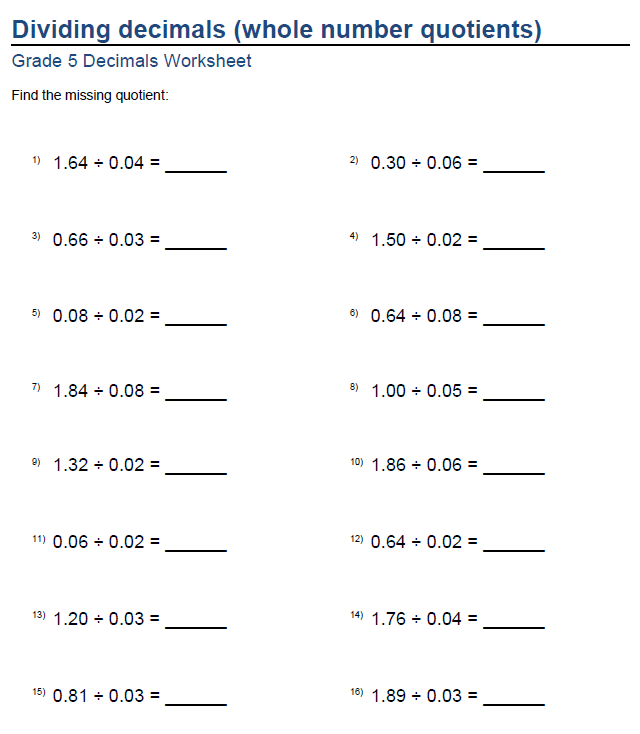 Dividing decimals (whole number quotients)
Grade 5 Decimals Worksheet
Find the missing quotient:
1) 1.64 ÷ 0.04 = ______ 2) 0.30 ÷ 0.06 = ______
3) 0.66 ÷ 0.03 = ______ 4) 1.50 ÷ 0.02 = ______
5) 0.08 ÷ 0.02 = ______ 6) 0.64 ÷ 0.08 = ______
7) 1.84 ÷ 0.08 = ______ 8) 1.00 ÷ 0.05 = ______
9) 1.32 ÷ 0.02 = ______ 10) 1.86 ÷ 0.06 = ______
11) 0.06 ÷ 0.02 = ______ 12) 0.64 ÷ 0.02 = ______
13) 1.20 ÷ 0.03 = ______ 14) 1.76 ÷ 0.04 = ______
15) 0.81 ÷ 0.03 = ______ 16) 1.89 ÷ 0.03 = ______